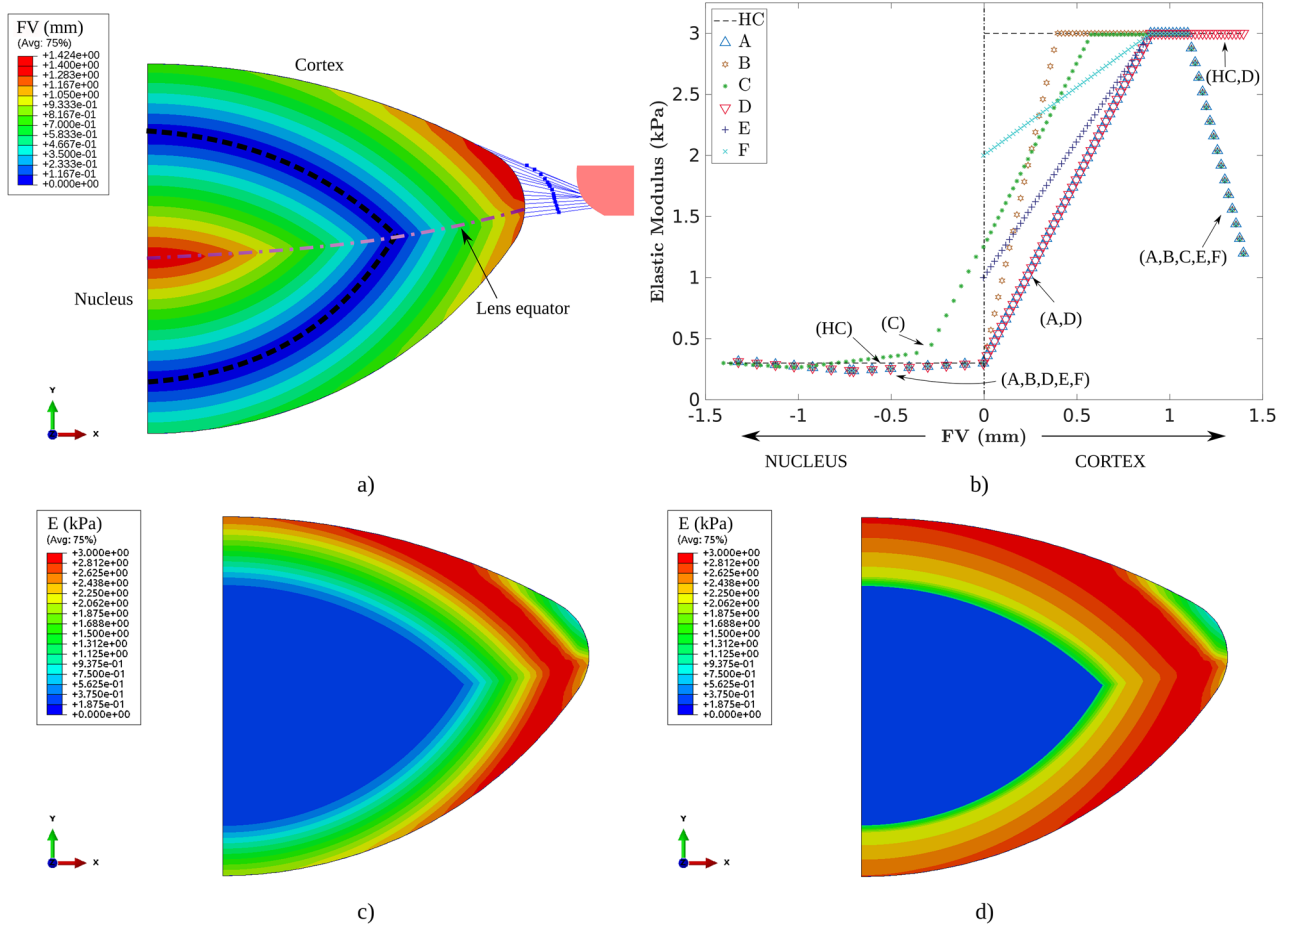 FV (mm)
(Avg: 75%)
+1.424e+00
+1.400e+00
+1.283e+00
+1.167e+00
+1.050e+00
+9.333e-01
+8.167e-01
+7.000e-01
+5.833e-01
+4.667e-01
+3.500e-01
+2.333e-01
+1.167e-01
+0.000e+00
Cortex
Nucleus
Lens equator
Y
Z
X
a)
HC
A
B
C
D
E
F
Elastic Modulus (kPa)
3
2.5
2
1.5
1
0.5
0
(HC,D)
(A,B,C,E,F)
(A,D)
(HC)
(C)
(A,B,D,E,F)
-1.5
-1
-0.5
0
0.5
1
1.5
FV (mm)
NUCLEUS
CORTEX
b)
E (kPa)
(Avg: 75%)
+3.000e+00
+2.812e+00
+2.625e+00
+2.438e+00
+2.250e+00
+2.062e+00
+1.875e+00
+1.688e+00
+1.500e+00
+1.312e+00
+1.125e+00
+9.375e-01
+7.500e-01
+5.625e-01
+3.750e-01
+1.875e-01
+0.000e+00
Y
Z
X
c)
E (kPa)
(Avg: 75%)
+3.000e+00
+2.812e+00
+2.625e+00
+2.438e+00
+2.250e+00
+2.062e+00
+1.875e+00
+1.688e+00
+1.500e+00
+1.312e+00
+1.125e+00
+9.375e-01
+7.500e-01
+5.625e-01
+3.750e-01
+1.875e-01
+0.000e+00
Y
Z
X
d)